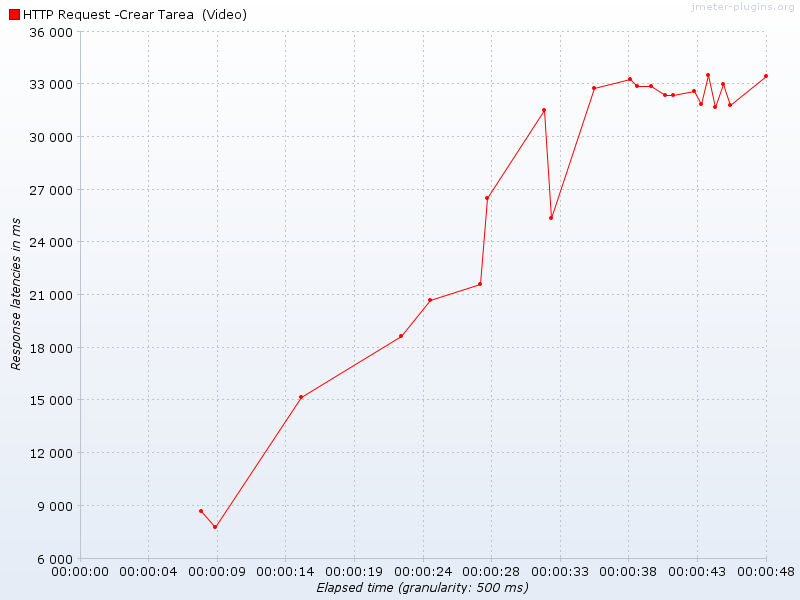 jmeter-plugins.org
HTTP Request -Crear Tarea  (Video)
36 000
33 000
30 000
27 000
24 000
21 000
18 000
15 000
12 000
9 000
6 000
Response latencies in ms
00:00:00 00:00:04 00:00:09 00:00:14 00:00:19 00:00:24 00:00:28 00:00:33 00:00:38 00:00:43 00:00:48
Elapsed time (granularity: 500 ms)